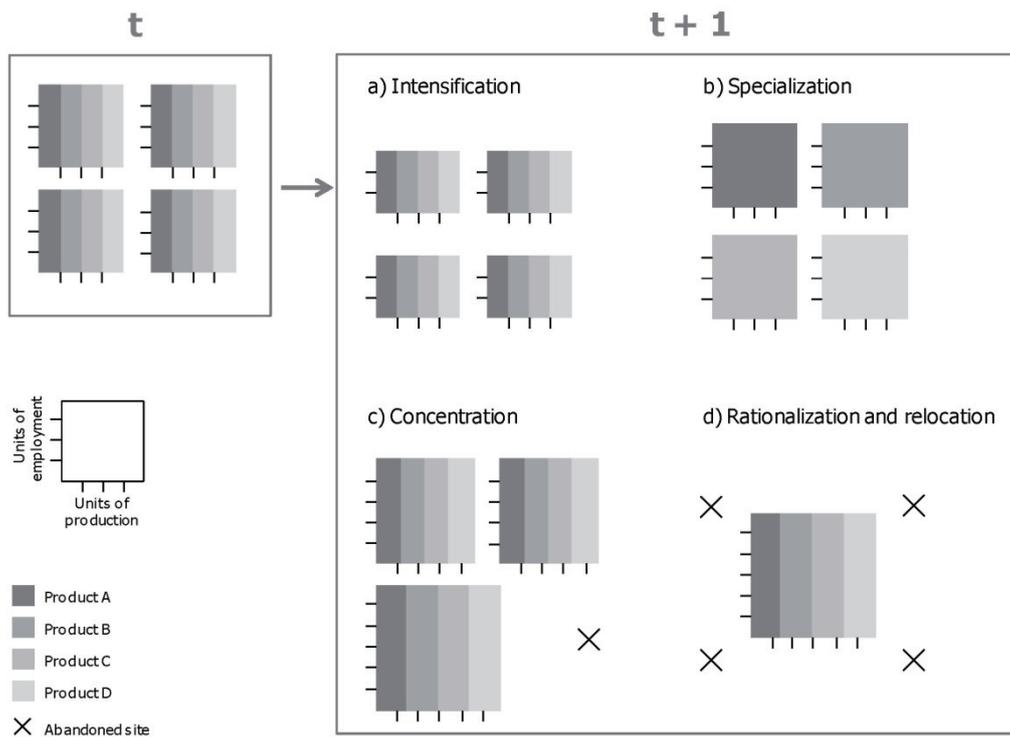 t
t + 1
a) Intensification
b) Specialization
Units of
employment
Units of
production
c) Concentration
d) Rationalization and relocation
Product A
Product B
Product C
Product D
Abandoned site